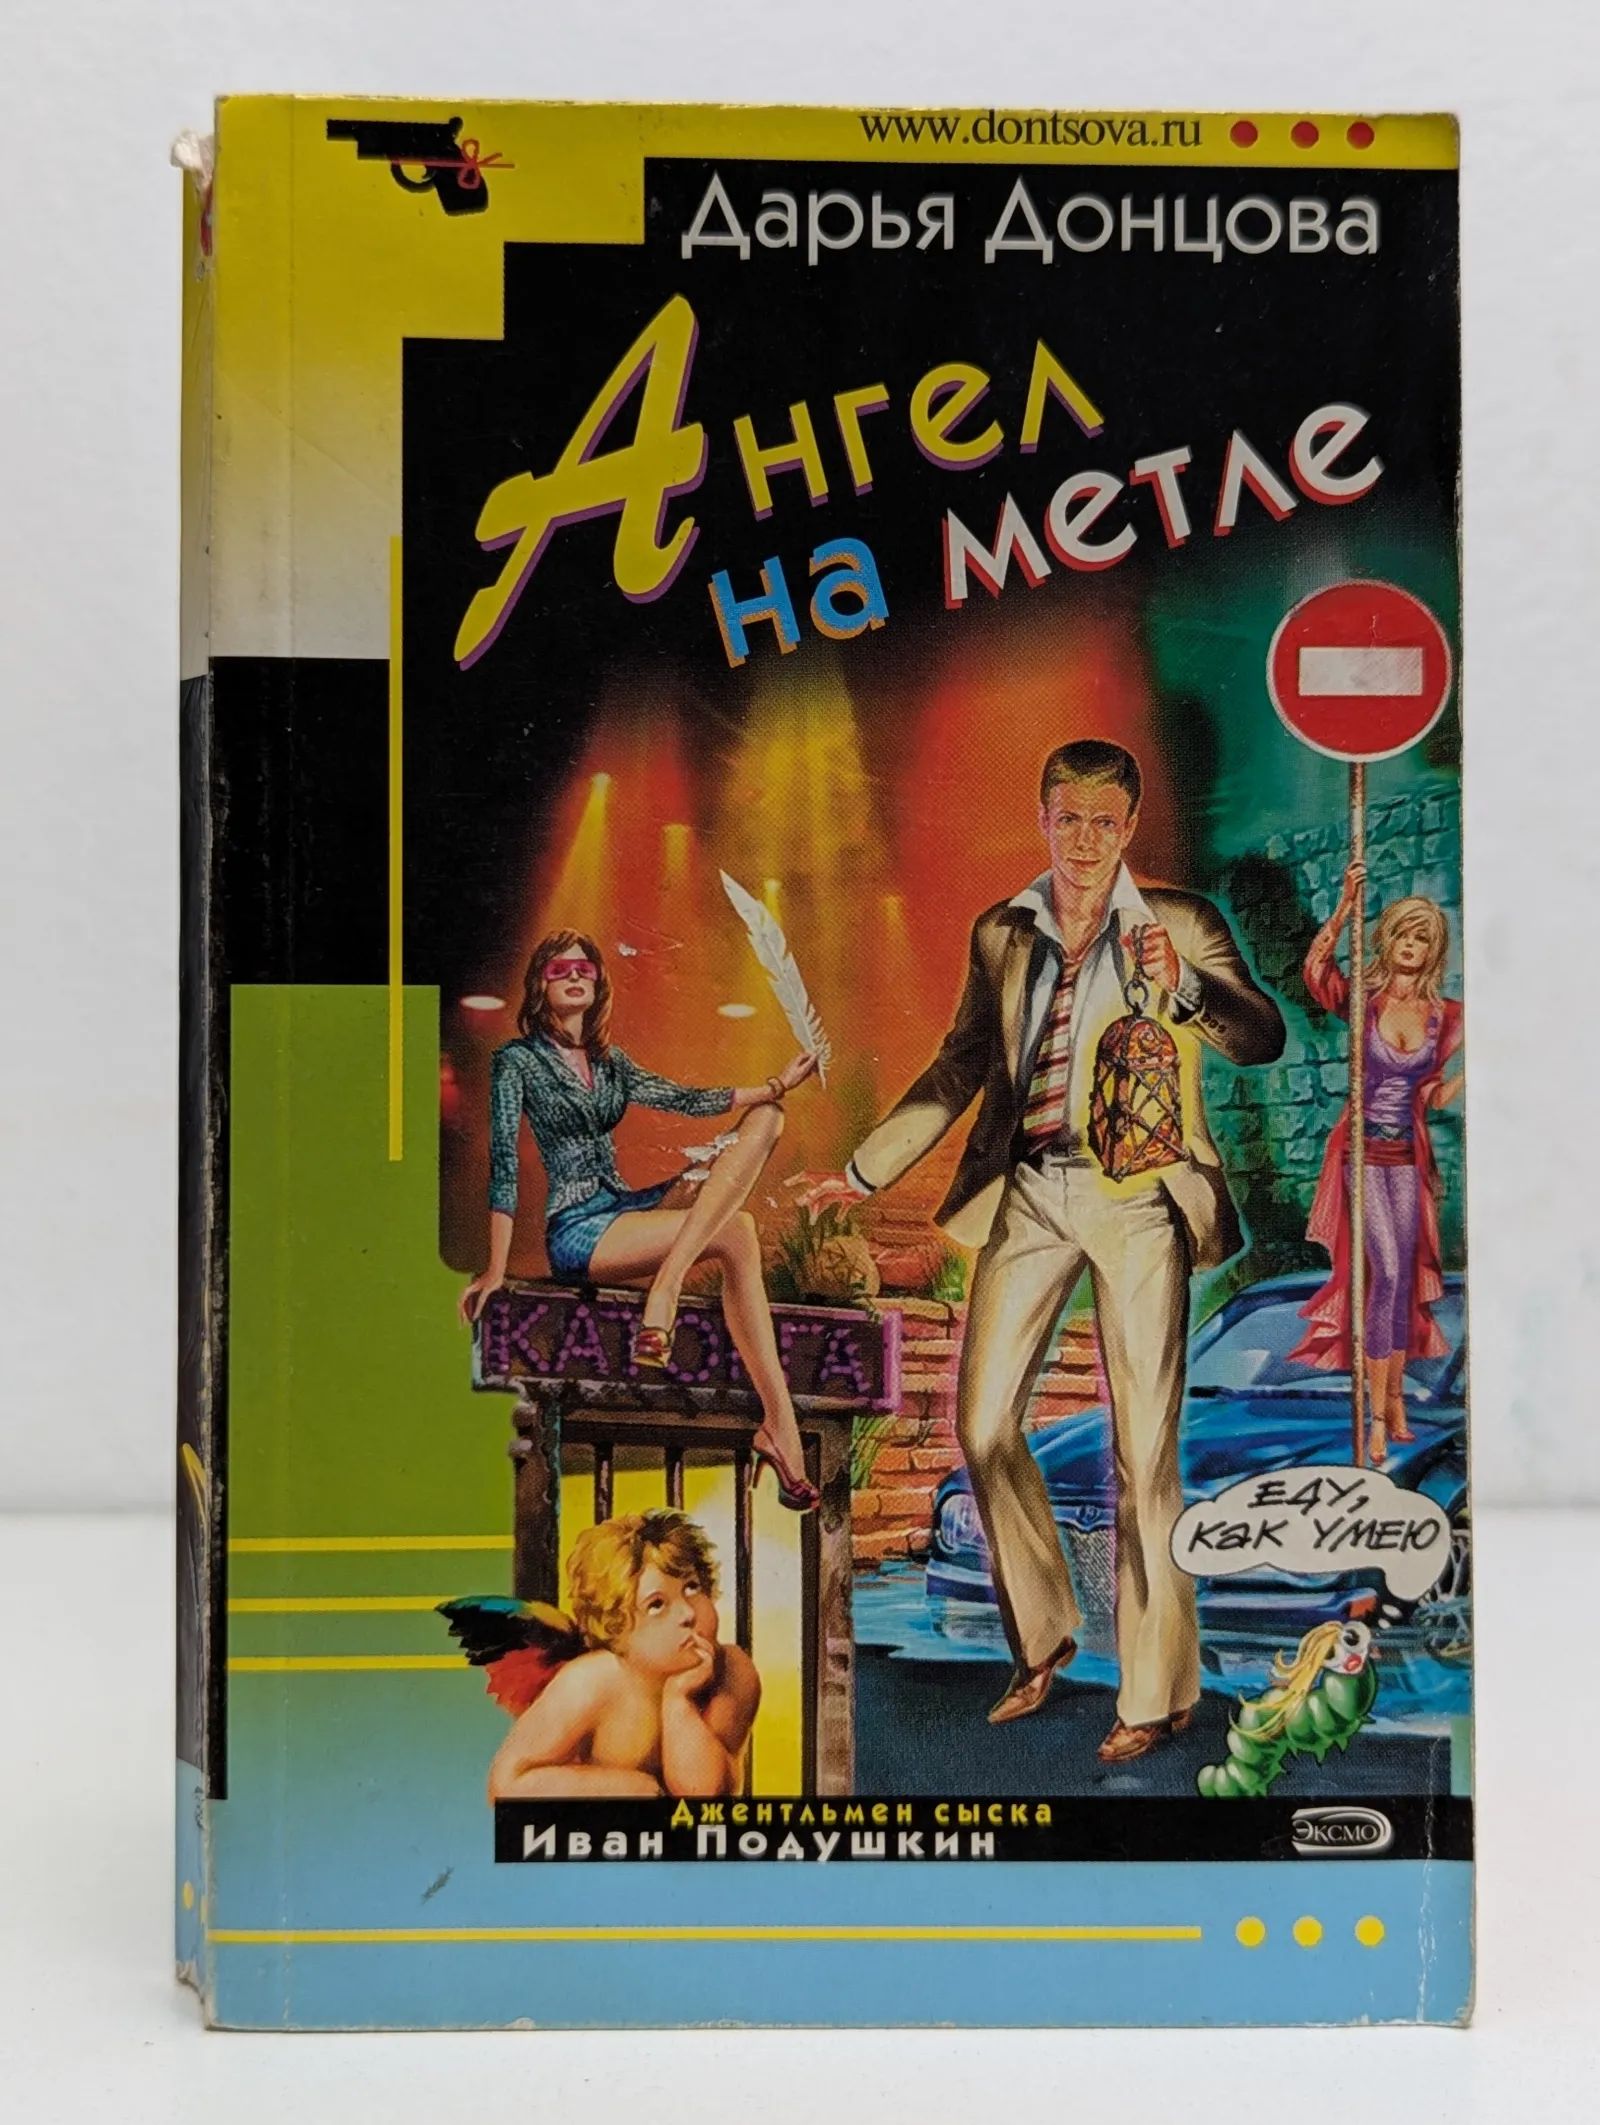 www.dontsova.ru
Дарья Донцова
Ангел
на метле
КАТОРГА
ЕДУ,
КАК УМЕЮ
Джентльмен сыска
Иван Подушкин
ЭКСМО